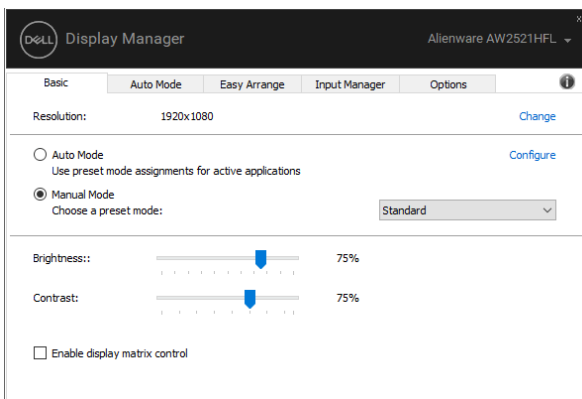 DELL Display Manager Alienware AW2521HFL
x
Basic Auto Mode Easy Arrange Input Manager Options i
Resolution: 1920x1080 Change
Auto Mode Configure
Use preset mode assignments for active applications
Manual Mode
Choose a preset mode: Standard
Brightness:: 75%
Contrast: 75%
Enable display matrix control